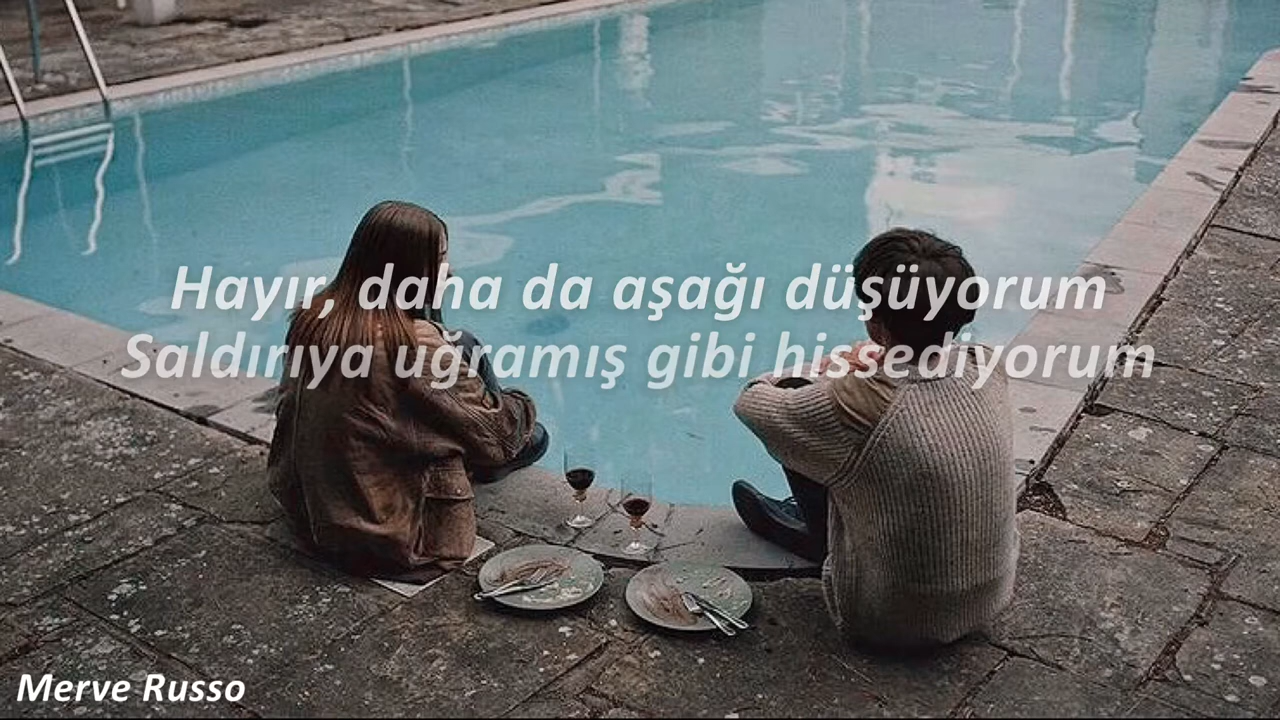 Hayır, daha da aşağı düşüyorum
Saldırıya uğramış gibi hissediyorum
Merve Russo